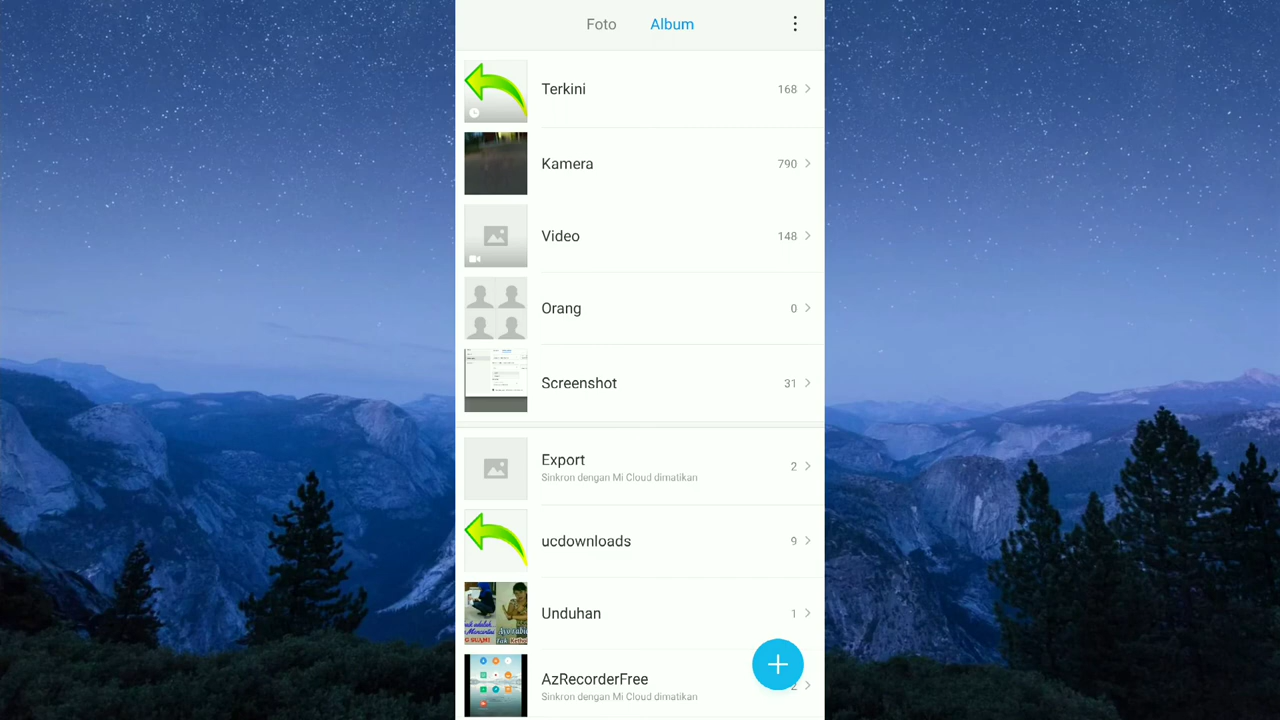 Foto Album
Terkini 168
Kamera 790
Video 148
Orang 0
Screenshot 31
Export 2
Sinkron dengan Mi Cloud dimatikan
ucdownloads 9
Unduhan 1
AzRecorderFree 2
Sinkron dengan Mi Cloud dimatikan